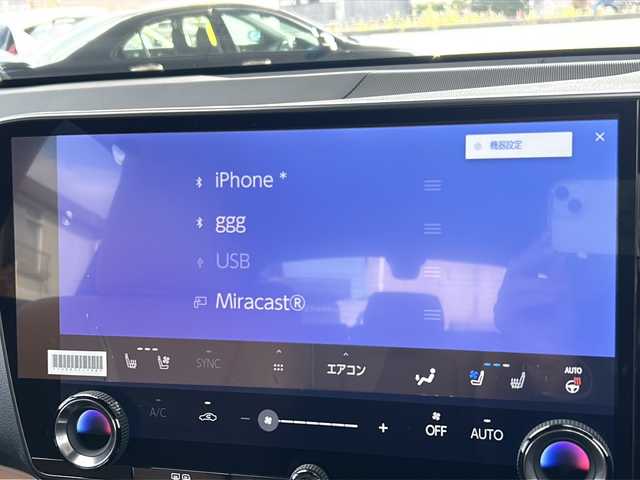 機器設定
iPhone *
ggg
USB
Miracast®
SYNC
エアコン
AUTO
A/C
OFF
AUTO